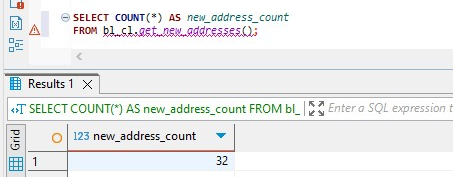 SELECT COUNT(*) AS new_address_count
FROM bl_cl.get_new_addresses();
Results 1
SELECT COUNT(*) AS new_address_count FROM bl_
Enter a SQL expression t
Grid
123 new_address_count
1
32